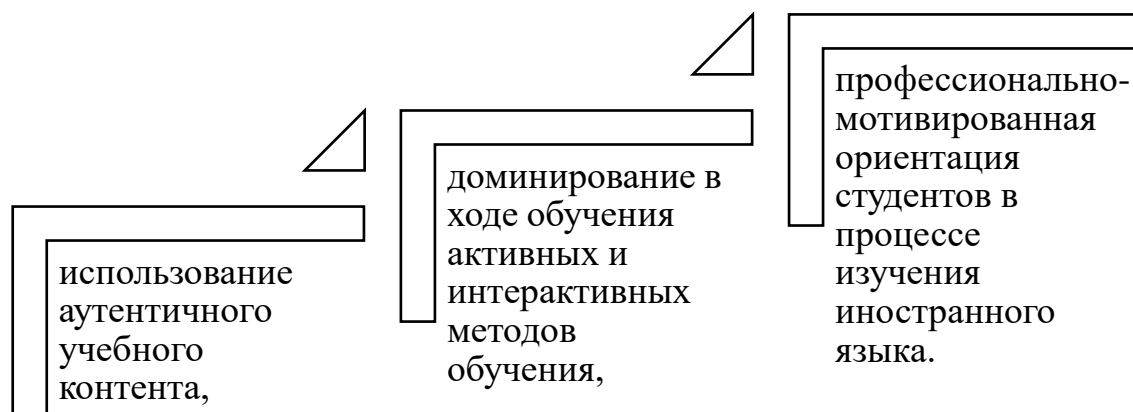 использование
аутентичного
учебного
контента,
доминирование в
ходе обучения
активных и
интерактивных
методов
обучения,
профессионально-
мотивированная
ориентация
студентов в
процессе
изучения
иностранного
языка.